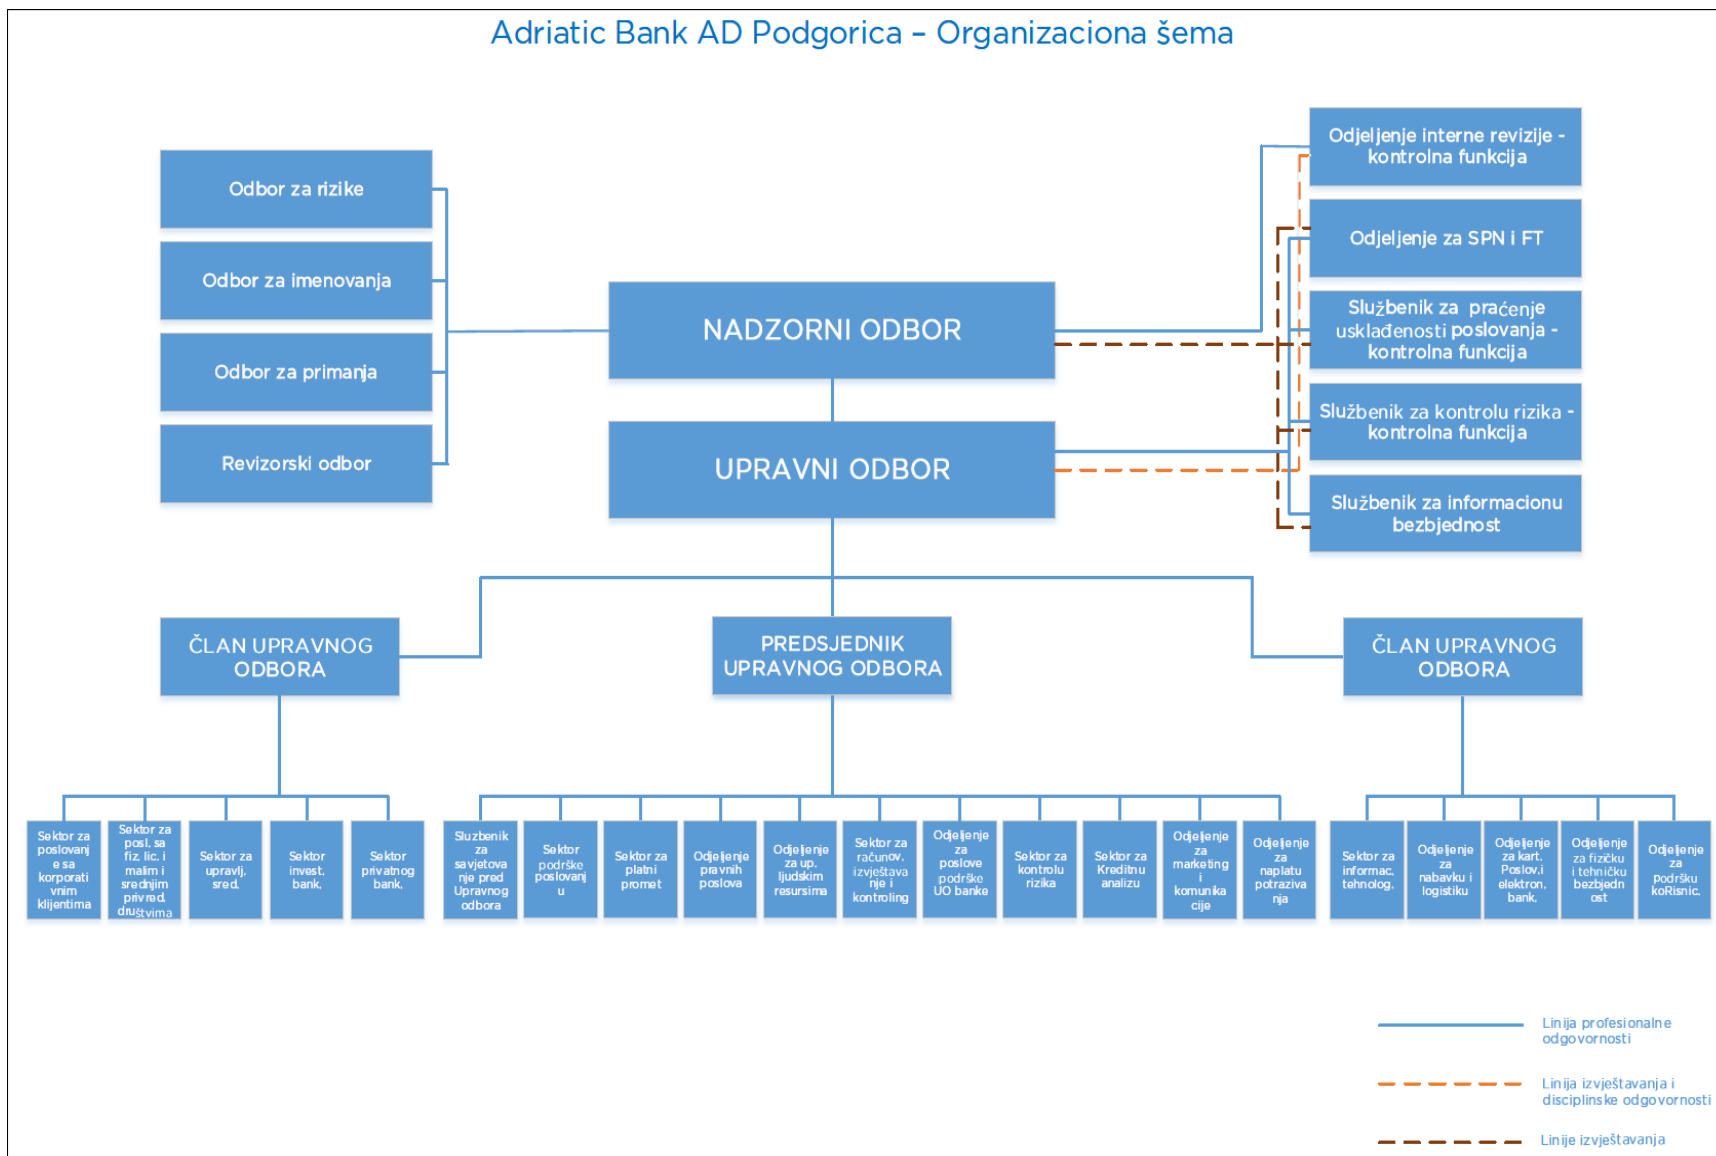 Adriatic Bank AD Podgorica – Organizaciona šema
Odbor za rizike
Odbor za imenovanja
Odbor za primanja
Revizorski odbor
NADZORNI ODBOR
UPRAVNI ODBOR
Odjeljenje interne revizije -
kontrolna funkcija
Odjeljenje za SPN i FT
Službenik za praćenje
usklađenosti poslovanja -
kontrolna funkcija
Službenik za kontrolu rizika -
kontrolna funkcija
Službenik za informacionu
bezbjednost
ČLAN UPRAVNOG
ODBORA
PREDSJEDNIK
UPRAVNOG ODBORA
ČLAN UPRAVNOG
ODBORA
Sektor za
poslovanj
e sa
korporati
vnim
klijentima
Sektor za
posl. sa
fiz. lic. i
malim i
srednjim
privred.
društvima
Sektor za
upravlj.
sred.
Sektor
invest.
bank.
Sektor
privatnog
bank.
Sluzbenik
za
savjetova
nje pred
Upravnog
odbora
Sektor
podrške
poslovanj
u
Sektor za
platni
promet
Odjeljenje
pravnih
poslova
Odjeljenje
za up.
ljudskim
resursima
Sektor za
računov.
izvještava
nje i
kontroling
Odjeljenje
za
poslove
podrške
UO banke
Sektor za
kontrolu
rizika
Sektor za
Kreditnu
analizu
Odjeljenje
za
marketing
i
komunika
cije
Odjeljenje
za
naplatu
potraziva
nja
Sektor za
informac.
tehnolog.
Odjeljenje
za
nabavku i
logistiku
Odjeljenje
za kart.
Poslov.i
elektron.
bank.
Odjeljenje
za fizičku
i tehničku
bezbjedn
ost
Odjeljenje
za
podršku
koRisnic.
Linija profesionalne
odgovornosti
Linija izvještavanja i
disciplinske odgovornosti
Linije izvještavanja